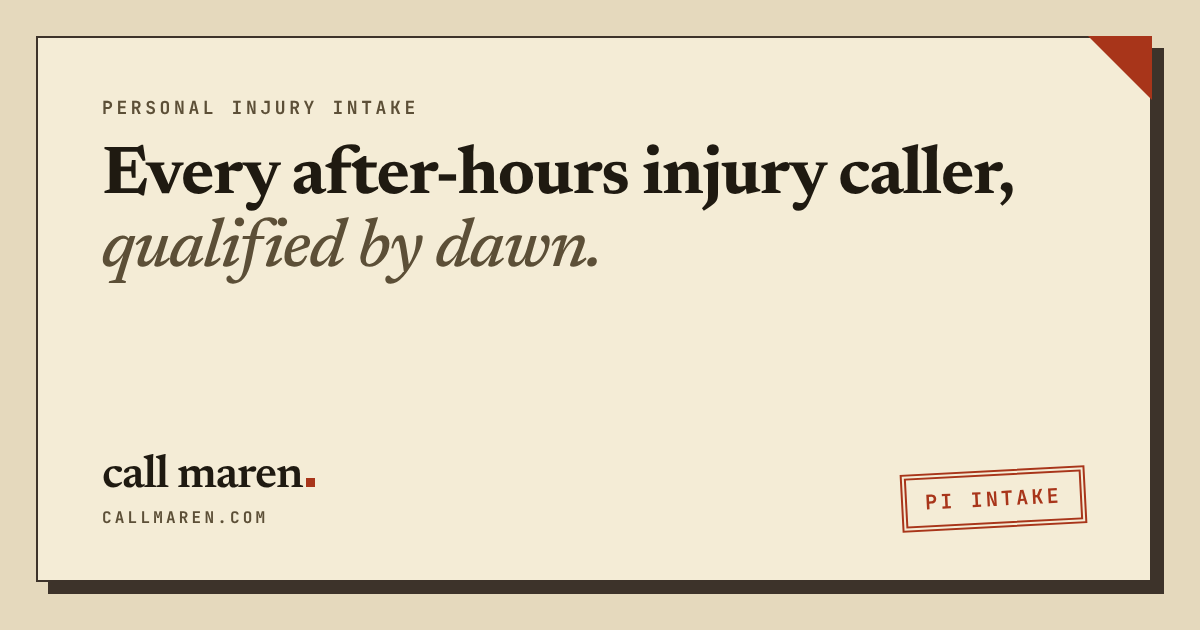 PERSONAL INJURY INTAKE
Every after-hours injury caller,
qualified by dawn.
call maren.
CALLMAREN.COM
PI INTAKE